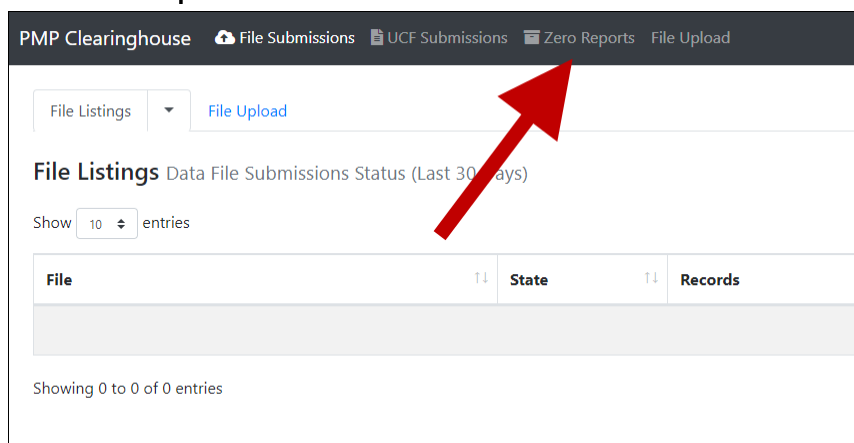 PMP Clearinghouse File Submissions UCF Submissions Zero Reports File Upload
File Listings File Upload
File Listings Data File Submissions Status (Last 30 Days)
Show 10 entries
File State Records
Showing 0 to 0 of 0 entries